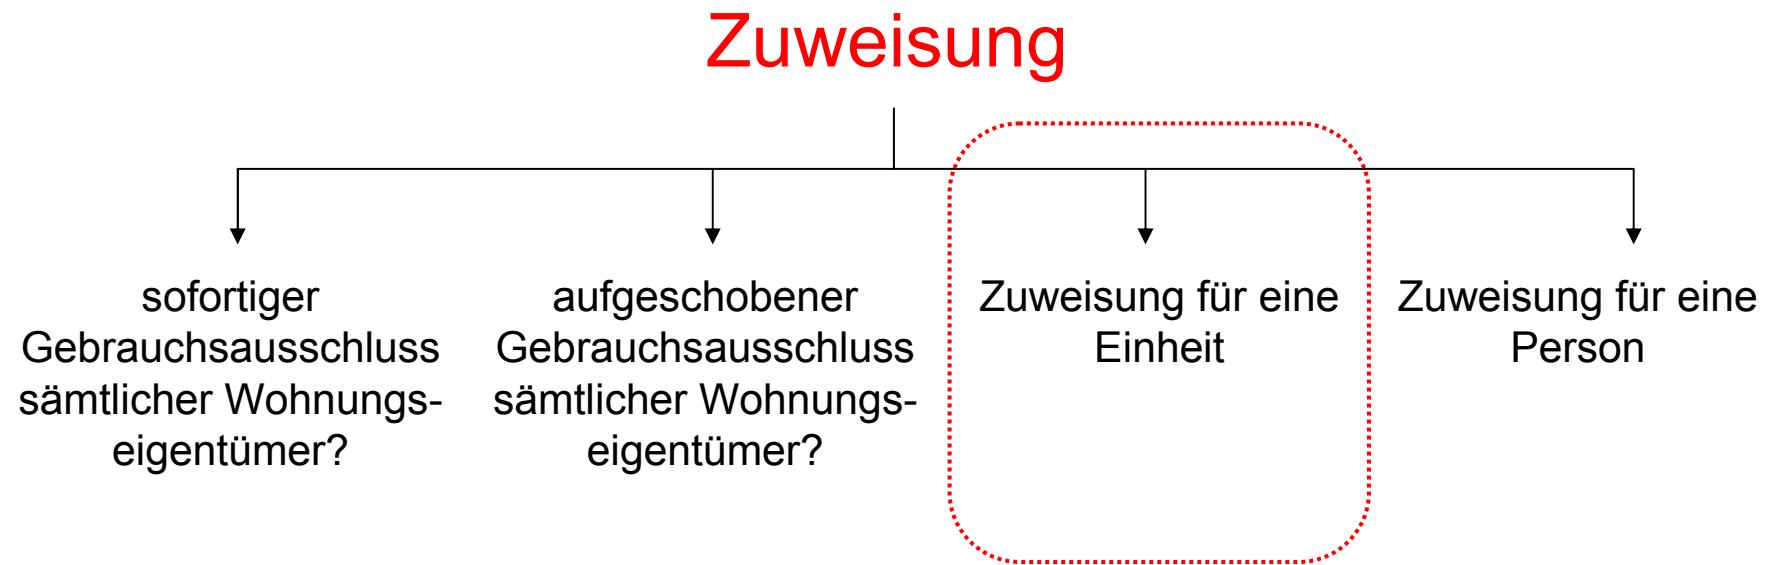 Zuweisung
sofortiger
Gebrauchsausschluss
sämtlicher Wohnungs-
eigentümer?
aufgeschobener
Gebrauchsausschluss
sämtlicher Wohnungs-
eigentümer?
Zuweisung für eine
Einheit
Zuweisung für eine
Person